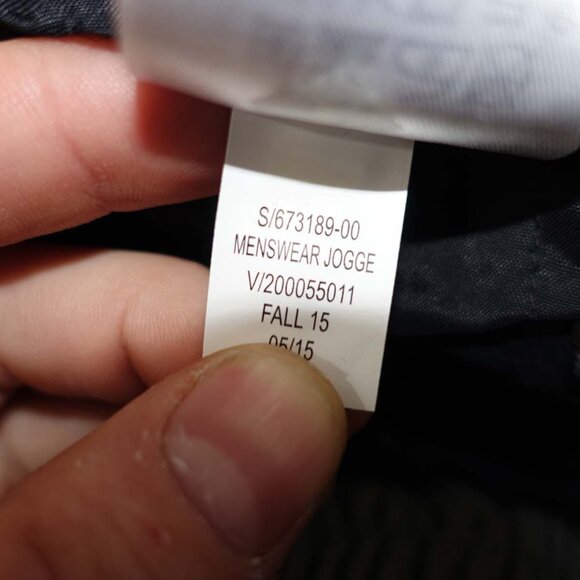 S/673189-00
MENSWEAR JOGGE
V/200055011
FALL 15
05/15